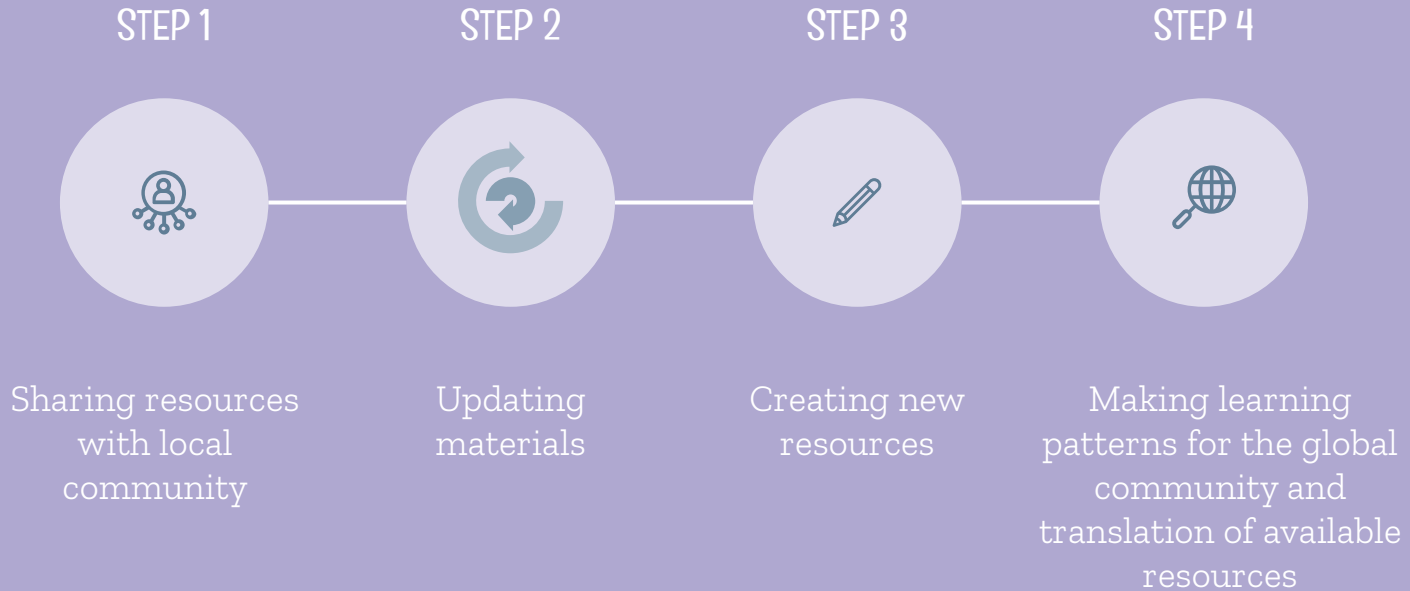 STEP 1
Sharing resources
with local
community
STEP 2
Updating
materials
STEP 3
Creating new
resources
STEP 4
Making learning
patterns for the global
community and
translation of available
resources